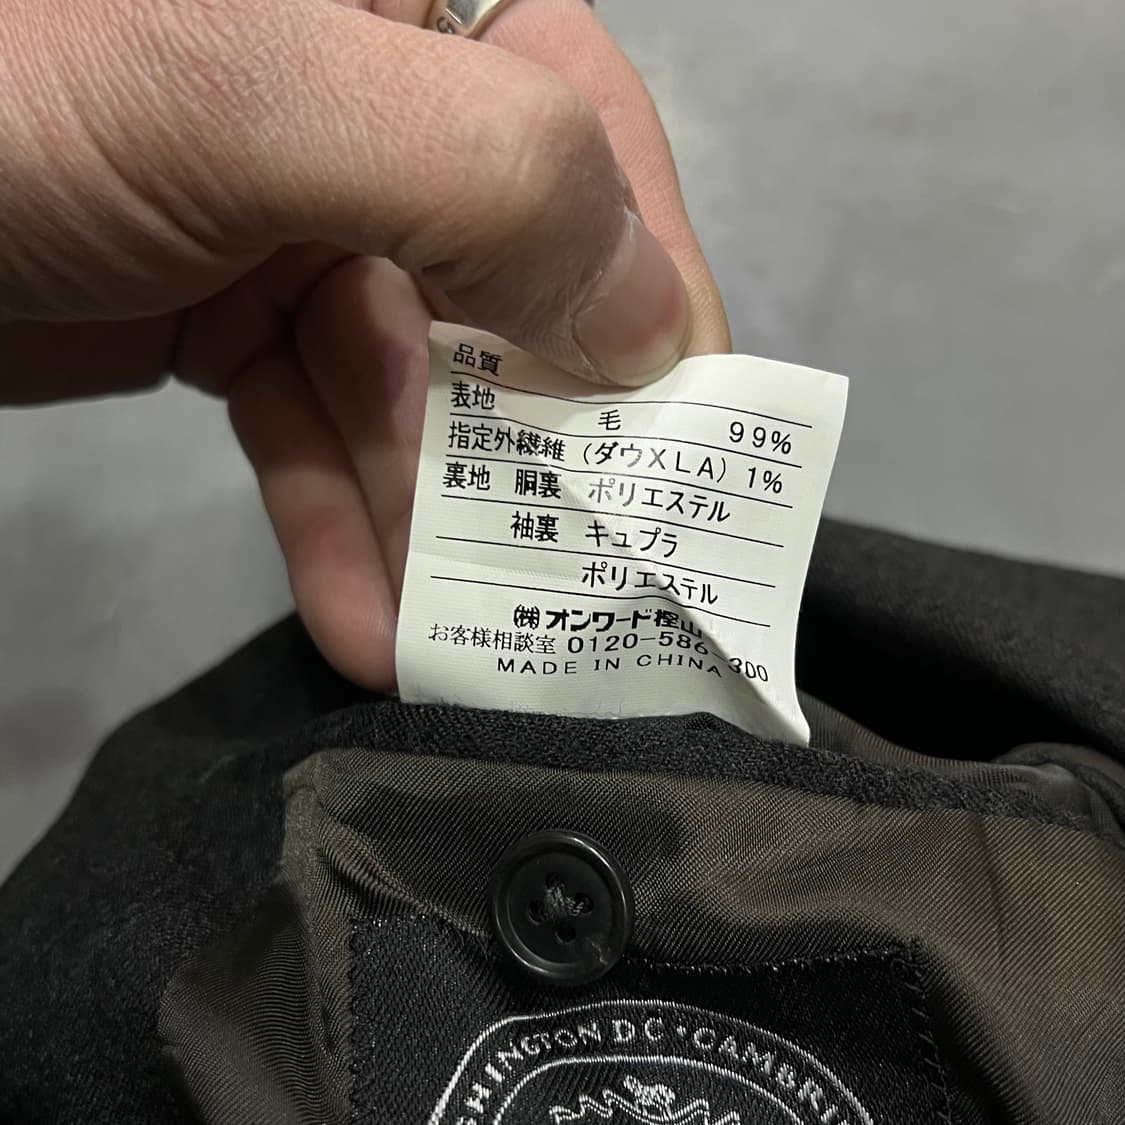 品質
表地 毛 99%
指定外繊維 (ダウXLA) 1%
裏地 胴裏 ポリエステル
袖裏 キュプラ
ポリエステル
㈱オンワード樫山
お客様相談室 0120-586-300
MADE IN CHINA
SHINGTON DC・CAMBRI